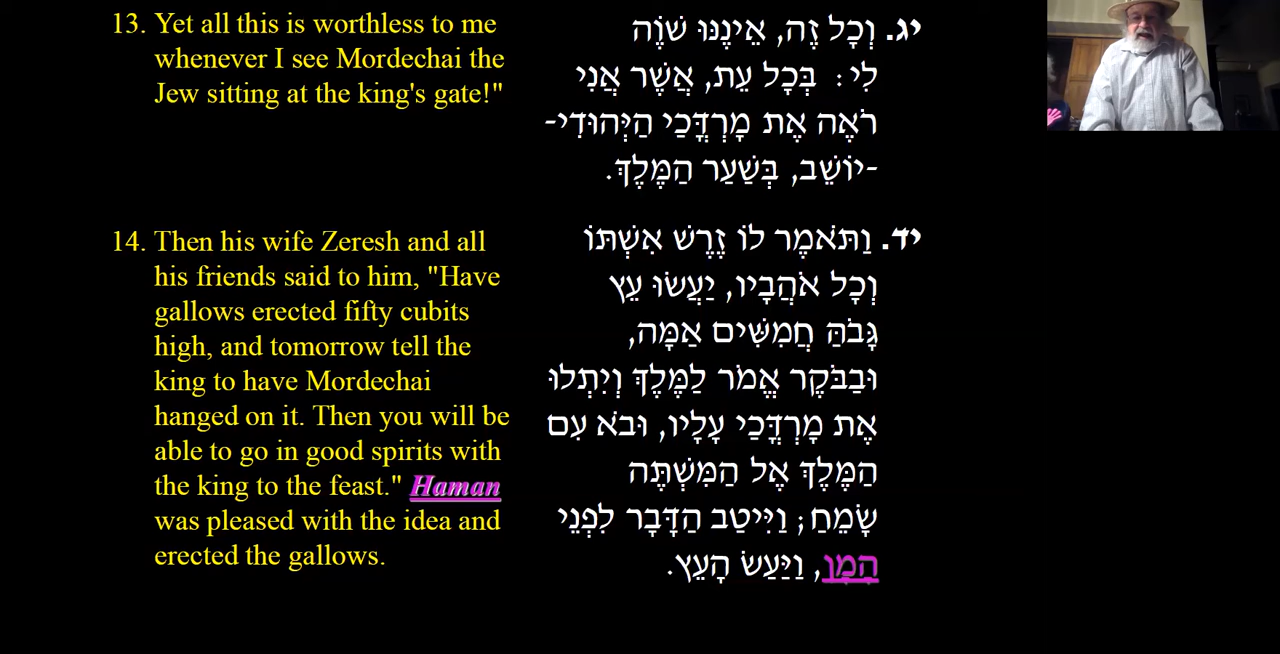 13. Yet all this is worthless to me
whenever I see Mordechai the
Jew sitting at the king's gate!"
יג. וְכָל זֶה, אֵינֶנּוּ שׁוֶֹה
לִי: בְּכָל עֵת, אֲשֶׁר אֲנִי
רֹאֶה אֶת מָרְדֳּכַי הַיְּהוּדִי-
-יוֹשֵׁב, בְּשַׁעַר הַמֶּלֶךְ.
14. Then his wife Zeresh and all
his friends said to him, "Have
gallows erected fifty cubits
high, and tomorrow tell the
king to have Mordechai
hanged on it. Then you will be
able to go in good spirits with
the king to the feast." Haman
was pleased with the idea and
erected the gallows.
יד. וַתֹּאמֶר לוֹ זֶרֶשׁ אִשְׁתּוֹ
וְכָל אֹהֲבָיו, יַעֲשׂוּ עֵץ
גָּבֹהַּ חֲמִשִּׁים אַמָּה,
וּבַבֹּקֶר אֱמֹר לַמֶּלֶךְ וְיִתְלוּ
אֶת מָרְדֳּכַי עָלָיו, וּבֹא עִם
הַמֶּלֶךְ אֶל הַמִּשְׁתֶּה
שָׂמֵחַ; וַיִּיטַב הַדָּבָר לִפְנֵי
הָמָן, וַיַּעַשׂ הָעֵץ.